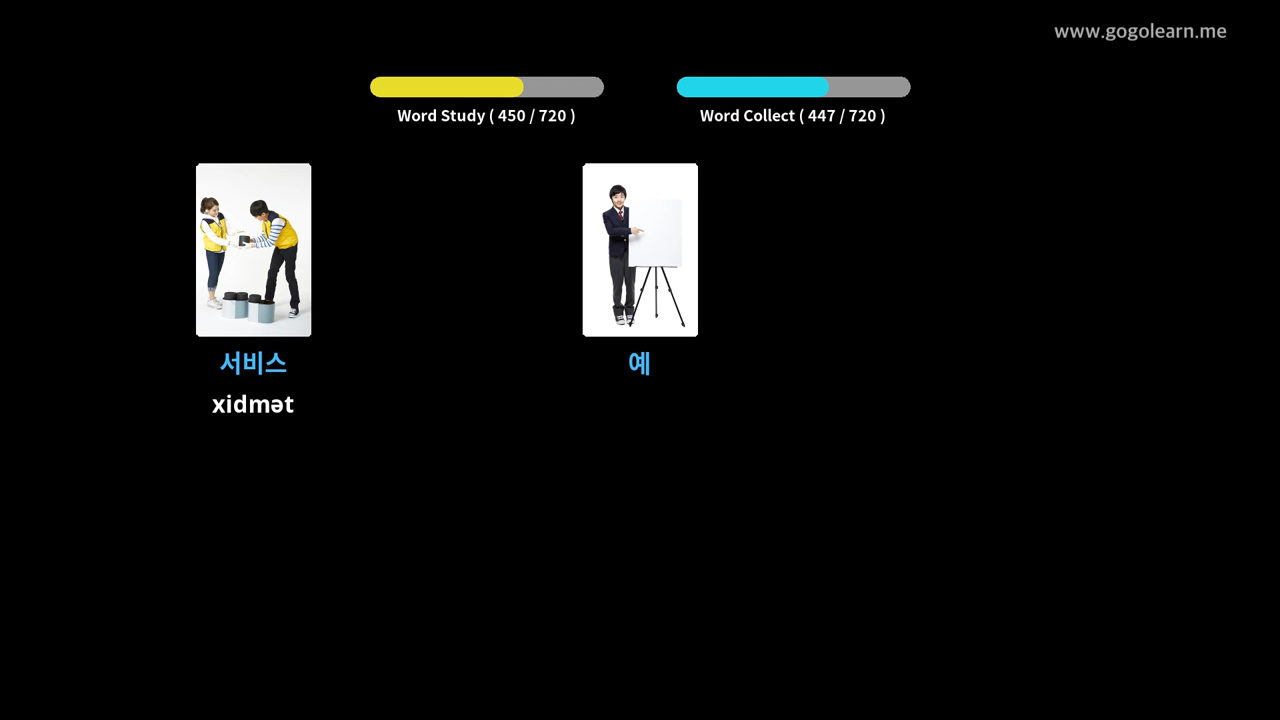 www.gogolearn.me
Word Study ( 450 / 720 )
Word Collect ( 447 / 720 )
서비스
xidmət
예